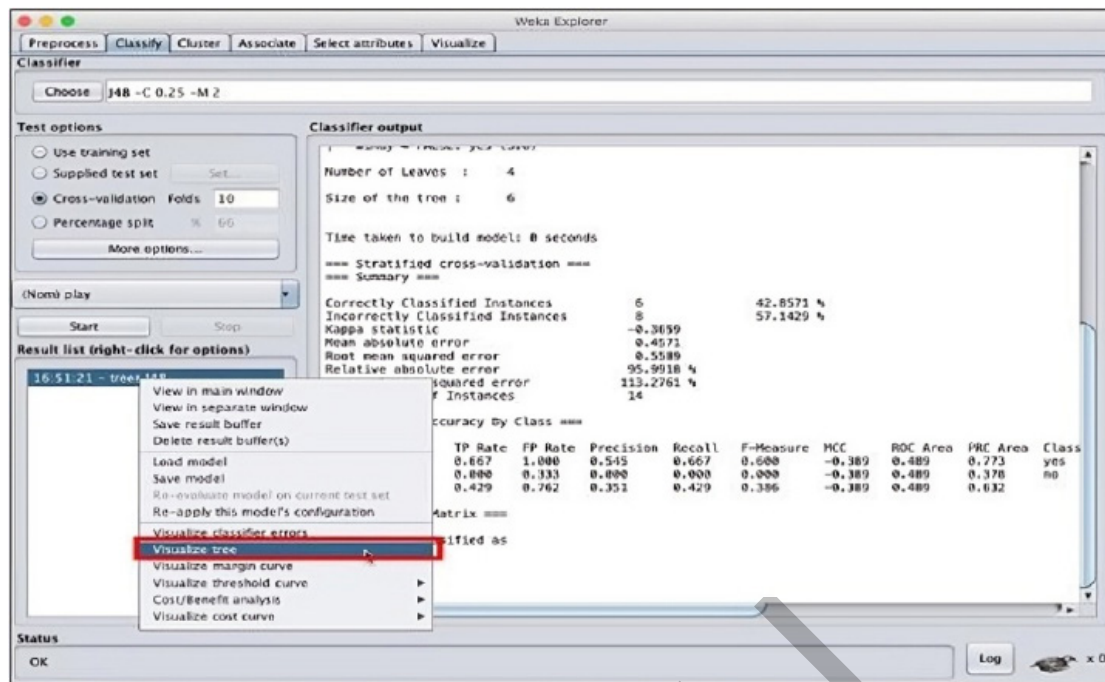 Weka Explorer
Preprocess Classify Cluster Associate Select attributes Visualize
Classifier
Choose J48 -C 0.25 -M 2
Test options
Use training set
Supplied test set Set...
Cross-validation Folds 10
Percentage split % 66
More options...
(Nom) play
Start Stop
Result list (right-click for options)
16:51:21 - trees.J48
View in main window
View in separate window
Save result buffer
Delete result buffer(s)
Load model
Save model
Re-evaluate model on current test set
Re-apply this model's configuration
Visualize classifier errors
Visualize tree
Visualize margin curve
Visualize threshold curve
Cost/Benefit analysis
Visualize cost curve
Classifier output
Number of Leaves : 4
Size of the tree : 6
Time taken to build model: 0 seconds
=== Stratified cross-validation ===
=== Summary ===
Correctly Classified Instances 6 42.8571 %
Incorrectly Classified Instances 8 57.1429 %
Kappa statistic -0.3659
Mean absolute error 0.4571
Root mean squared error 0.5589
Relative absolute error 95.9918 %
squared error 113.2761 %
f Instances 14
ccuracy By Class ===
TP Rate FP Rate Precision Recall F-Measure MCC ROC Area PRC Area Class
0.667 1.000 0.545 0.667 0.600 -0.389 0.489 0.773 yes
0.000 0.333 0.000 0.000 0.000 -0.389 0.489 0.378 no
0.429 0.762 0.351 0.429 0.386 -0.389 0.489 0.632
Matrix ===
sified as
Status
OK
Log
x 0